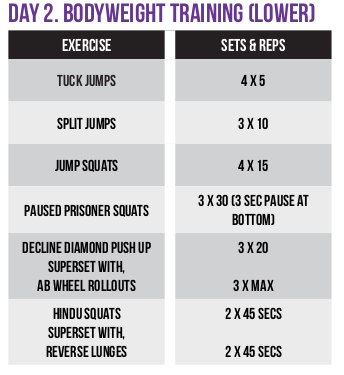 DAY 2. BODYWEIGHT TRAINING (LOWER)
EXERCISE SETS & REPS
TUCK JUMPS 4 X 5
SPLIT JUMPS 3 X 10
JUMP SQUATS 4 X 15
PAUSED PRISONER SQUATS 3 X 30 (3 SEC PAUSE AT
BOTTOM)
DECLINE DIAMOND PUSH UP 3 X 20
SUPERSET WITH,
AB WHEEL ROLLOUTS 3 X MAX
HINDU SQUATS 2 X 45 SECS
SUPERSET WITH,
REVERSE LUNGES 2 X 45 SECS